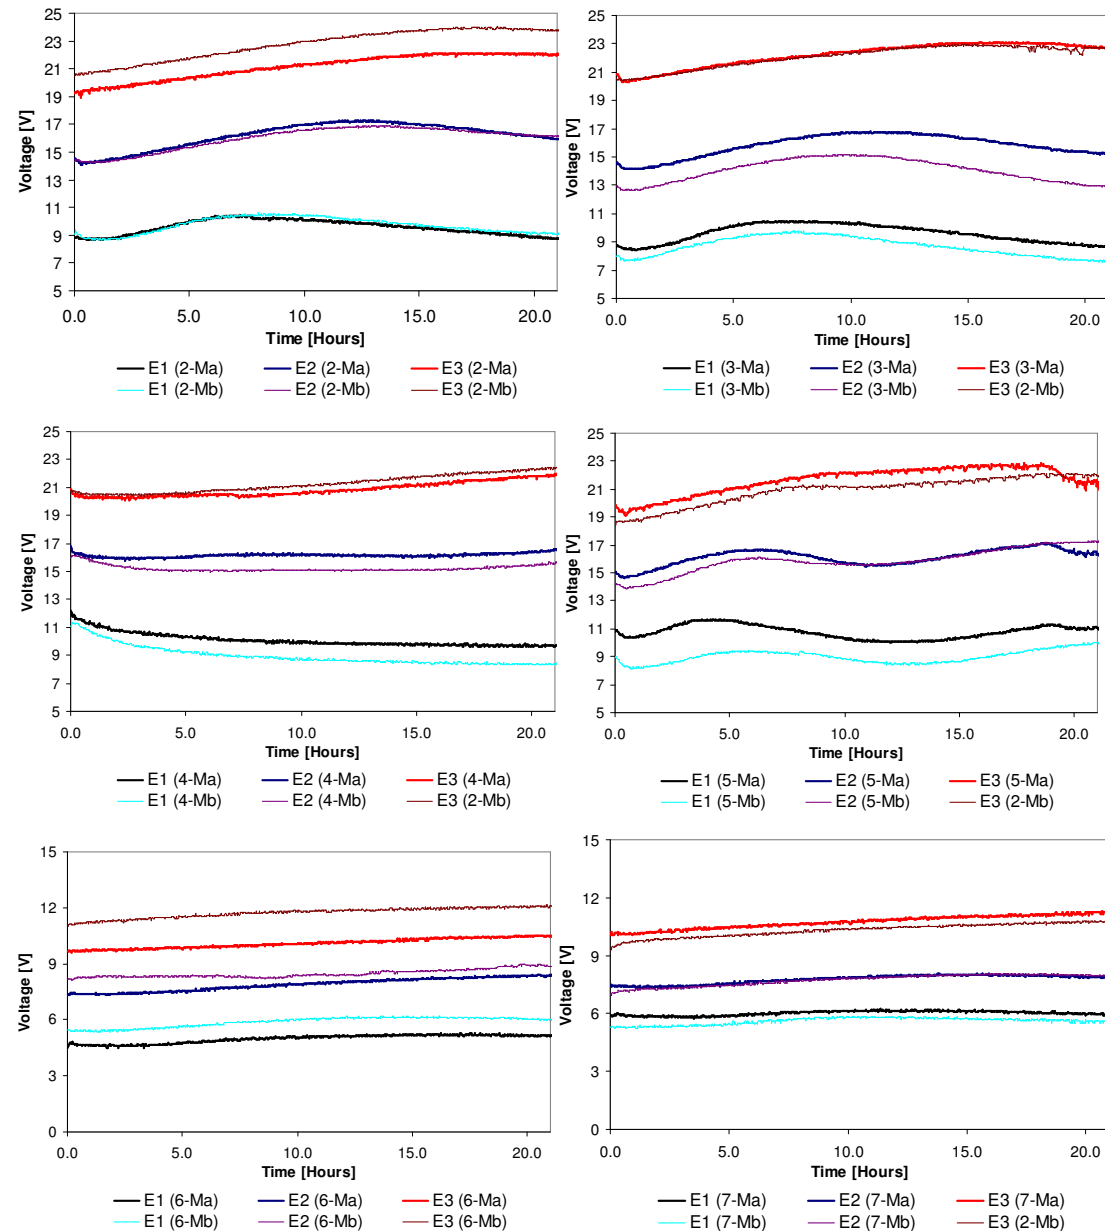 25
23
21
19
17
15
13
11
9
7
5
Voltage [V]
0.0 5.0 10.0 15.0 20.0
Time [Hours]
E1 (2-Ma) E2 (2-Ma) E3 (2-Ma)
E1 (2-Mb) E2 (2-Mb) E3 (2-Mb)
25
23
21
19
17
15
13
11
9
7
5
Voltage [V]
0.0 5.0 10.0 15.0 20.0
Time [Hours]
E1 (3-Ma) E2 (3-Ma) E3 (3-Ma)
E1 (3-Mb) E2 (3-Mb) E3 (2-Mb)
25
23
21
19
17
15
13
11
9
7
5
Voltage [V]
0.0 5.0 10.0 15.0 20.0
Time [Hours]
E1 (4-Ma) E2 (4-Ma) E3 (4-Ma)
E1 (4-Mb) E2 (4-Mb) E3 (2-Mb)
25
23
21
19
17
15
13
11
9
7
5
Voltage [V]
0.0 5.0 10.0 15.0 20.0
Time [Hours]
E1 (5-Ma) E2 (5-Ma) E3 (5-Ma)
E1 (5-Mb) E2 (5-Mb) E3 (2-Mb)
15
12
9
6
3
0
Voltage [V]
0.0 5.0 10.0 15.0 20.0
Time [Hours]
E1 (6-Ma) E2 (6-Ma) E3 (6-Ma)
E1 (6-Mb) E2 (6-Mb) E3 (6-Mb)
15
12
9
6
3
0
Voltage [V]
0.0 5.0 10.0 15.0 20.0
Time [Hours]
E1 (7-Ma) E2 (7-Ma) E3 (7-Ma)
E1 (7-Mb) E2 (7-Mb) E3 (2-Mb)